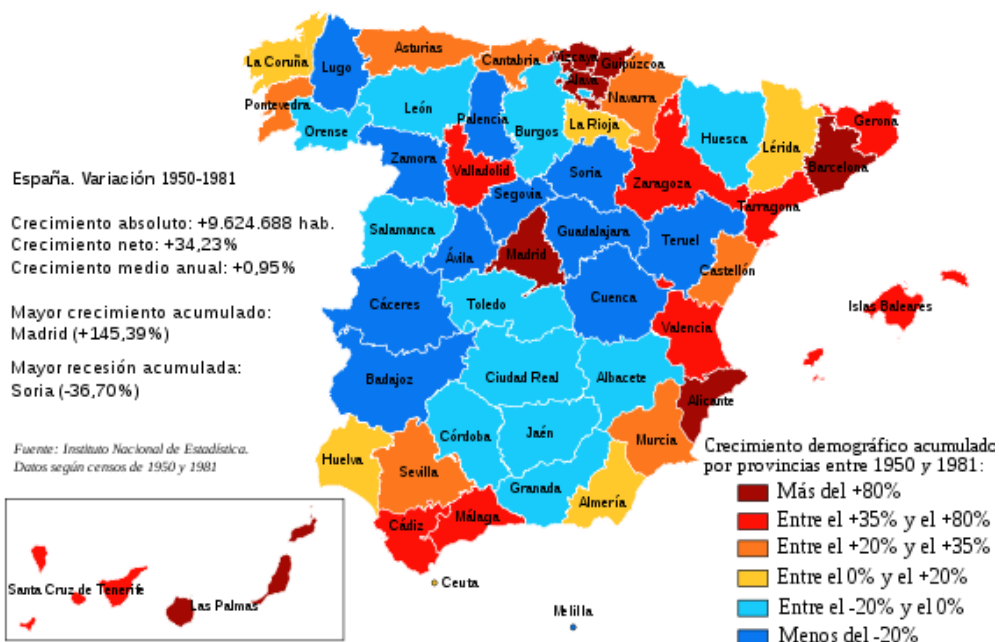 La Coruña
Lugo
Asturias
Cantabria
Vizcaya
Guipúzcoa
Alava
Navarra
Pontevedra
Orense
León
Palencia
Burgos
La Rioja
Huesca
Lérida
Gerona
Barcelona
Zamora
Valladolid
Soria
Zaragoza
Tarragona
Segovia
Salamanca
Ávila
Madrid
Guadalajara
Teruel
Castellón
Cáceres
Toledo
Cuenca
Valencia
Islas Baleares
Badajoz
Ciudad Real
Albacete
Alicante
Córdoba
Jaén
Murcia
Huelva
Sevilla
Granada
Almería
Cádiz
Málaga
Ceuta
Melilla
Santa Cruz de Tenerife
Las Palmas
España. Variación 1950-1981
Crecimiento absoluto: +9.624.688 hab.
Crecimiento neto: +34,23%
Crecimiento medio anual: +0,95%
Mayor crecimiento acumulado:
Madrid (+145,39%)
Mayor recesión acumulada:
Soria (-36,70%)
Fuente: Instituto Nacional de Estadística.
Datos según censos de 1950 y 1981
Crecimiento demográfico acumulado
por provincias entre 1950 y 1981:
Más del +80%
Entre el +35% y el +80%
Entre el +20% y el +35%
Entre el 0% y el +20%
Entre el -20% y el 0%
Menos del -20%